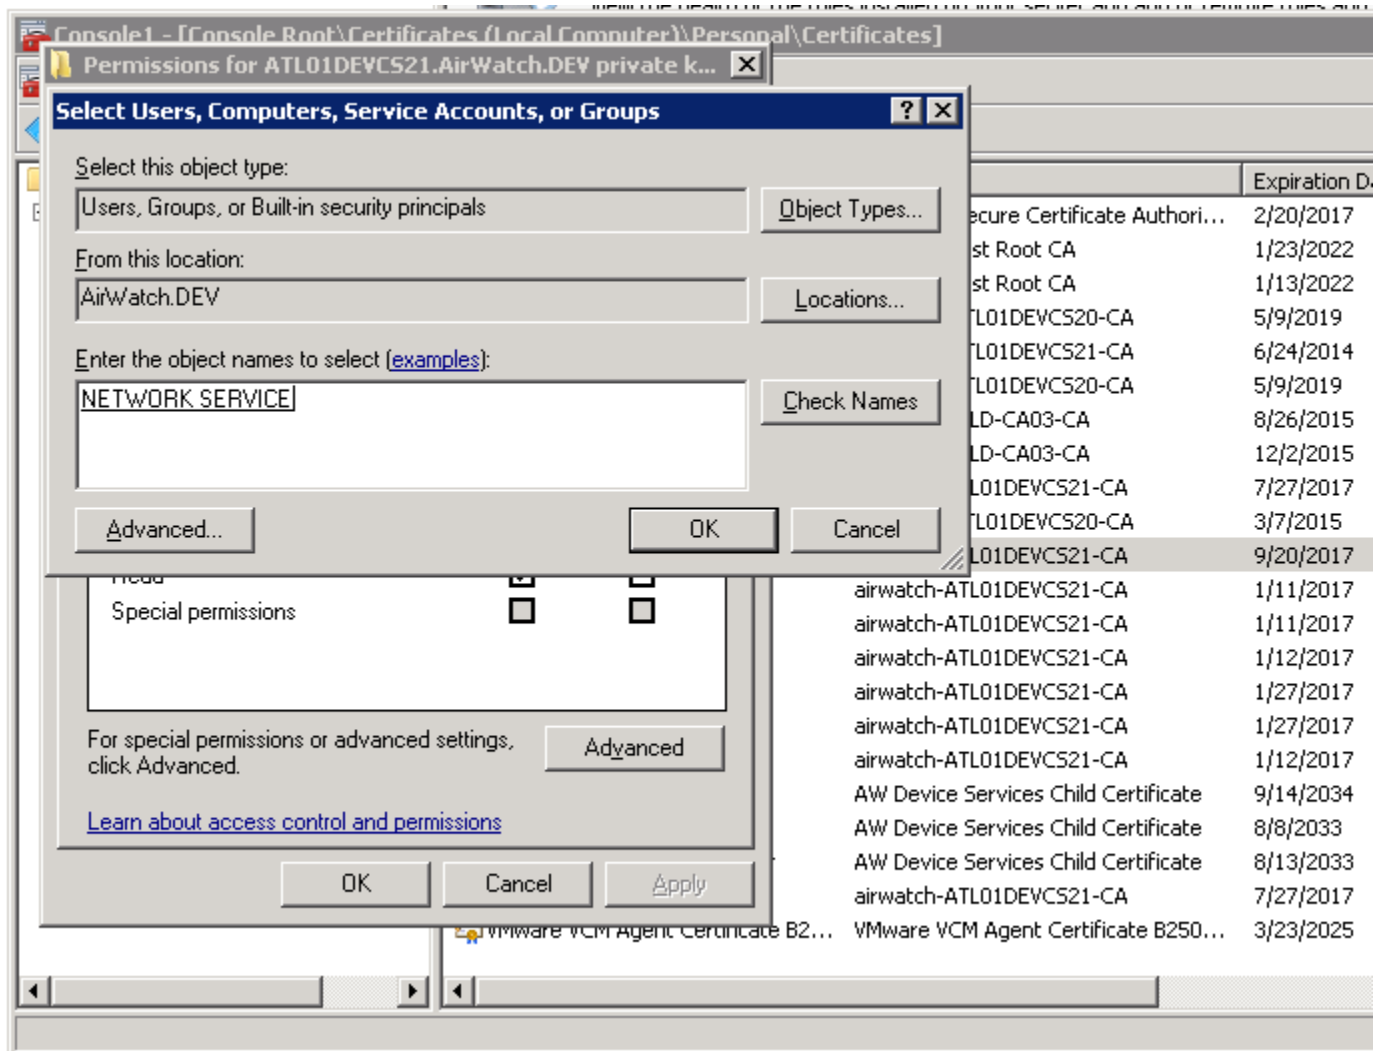 Console1 - [Console Root\Certificates (Local Computer)\Personal\Certificates]
Permissions for ATL01DEVCS21.AirWatch.DEV private k...
Select Users, Computers, Service Accounts, or Groups
Select this object type:
Users, Groups, or Built-in security principals
Object Types...
From this location:
AirWatch.DEV
Locations...
Enter the object names to select (examples):
NETWORK SERVICE
Check Names
Advanced...
OK
Cancel
Read
Special permissions
For special permissions or advanced settings,
click Advanced.
Advanced
Learn about access control and permissions
OK
Cancel
Apply
Expiration D
ecure Certificate Authori... 2/20/2017
st Root CA 1/23/2022
st Root CA 1/13/2022
TL01DEVCS20-CA 5/9/2019
TL01DEVCS21-CA 6/24/2014
TL01DEVCS20-CA 5/9/2019
LD-CA03-CA 8/26/2015
LD-CA03-CA 12/2/2015
L01DEVCS21-CA 7/27/2017
TL01DEVCS20-CA 3/7/2015
L01DEVCS21-CA 9/20/2017
airwatch-ATL01DEVCS21-CA 1/11/2017
airwatch-ATL01DEVCS21-CA 1/11/2017
airwatch-ATL01DEVCS21-CA 1/12/2017
airwatch-ATL01DEVCS21-CA 1/27/2017
airwatch-ATL01DEVCS21-CA 1/27/2017
airwatch-ATL01DEVCS21-CA 1/12/2017
AW Device Services Child Certificate 9/14/2034
AW Device Services Child Certificate 8/8/2033
AW Device Services Child Certificate 8/13/2033
airwatch-ATL01DEVCS21-CA 7/27/2017
VMware VCM Agent Certificate B2... VMware VCM Agent Certificate B250... 3/23/2025